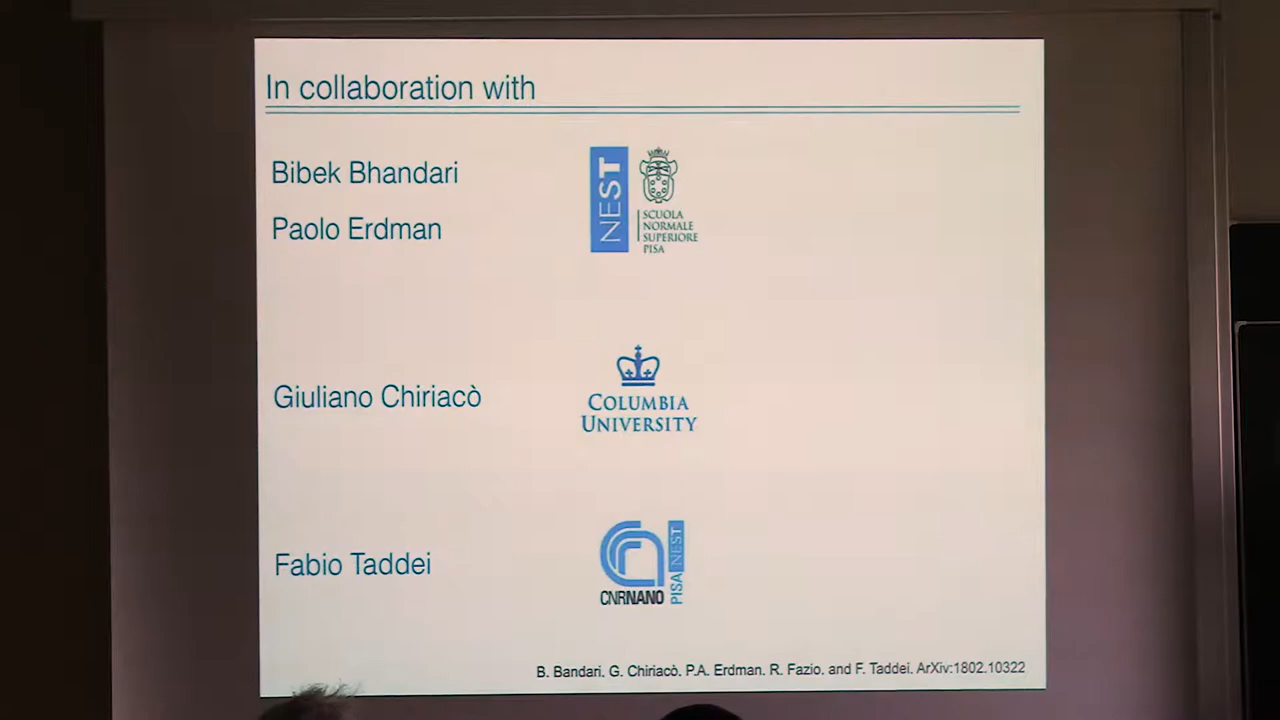 In collaboration with
Bibek Bhandari
Paolo Erdman
NEST
SCUOLA
NORMALE
SUPERIORE
PISA
Giuliano Chiriacò
COLUMBIA
UNIVERSITY
Fabio Taddei
CNRNANO
PISA NEST
B. Bandari, G. Chiriacò, P.A. Erdman, R. Fazio, and F. Taddei, ArXiv:1802.10322